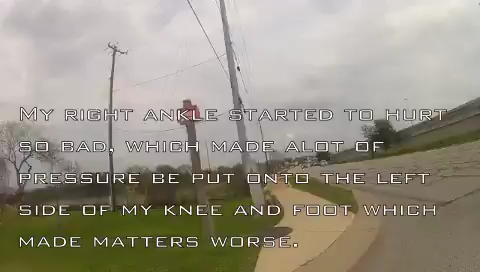 My right ankle started to hurt
so bad, which made alot of
pressure be put onto the left
side of my knee and foot which
made matters worse.